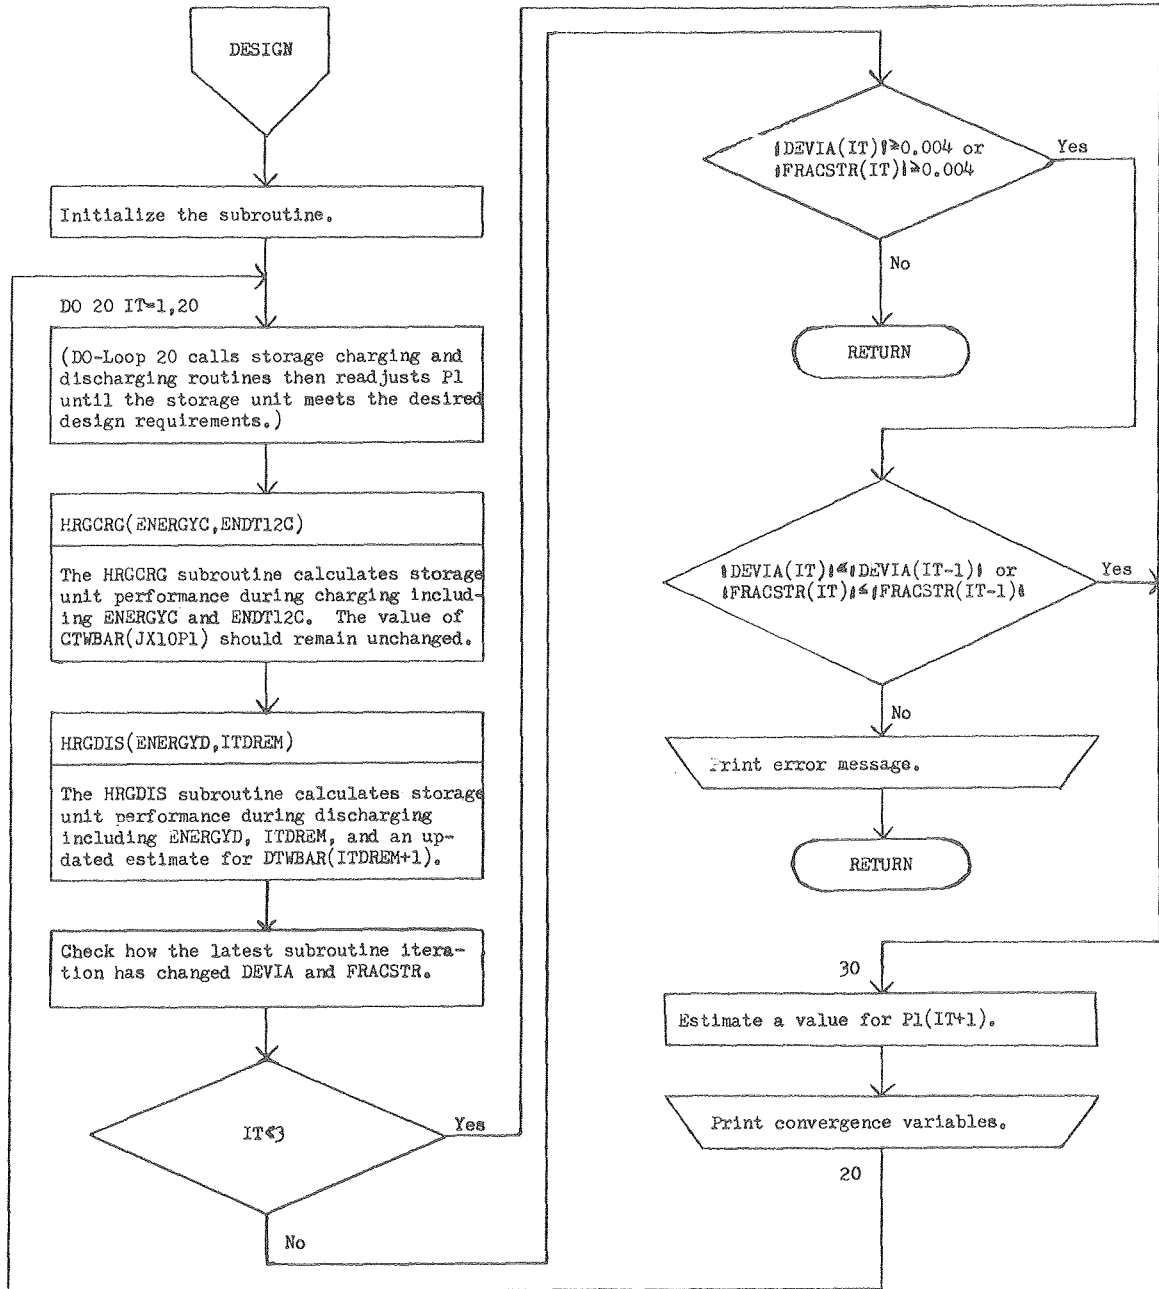 DESIGN
Initialize the subroutine.
DO 20 IT=1,20
(DO-Loop 20 calls storage charging and
discharging routines then readjusts P1
until the storage unit meets the desired
design requirements.)
HRGCRG(ENERGYC,ENDT12C)
The HRGCRG subroutine calculates storage
unit performance during charging includ-
ing ENERGYC and ENDT12C. The value of
CTWBAR(JX10P1) should remain unchanged.
HRGDIS(ENERGYD,ITDREM)
The HRGDIS subroutine calculates storage
unit performance during discharging
including ENERGYD, ITDREM, and an up-
dated estimate for DTWBAR(ITDREM+1).
Check how the latest subroutine itera-
tion has changed DEVIA and FRACSTR.
IT≤3
Yes
No
|DEVIA(IT)|≥0.004 or
|FRACSTR(IT)|≥0.004
Yes
No
RETURN
|DEVIA(IT)|≤|DEVIA(IT-1)| or
|FRACSTR(IT)|≤|FRACSTR(IT-1)|
Yes
No
Print error message.
RETURN
30
Estimate a value for P1(IT+1).
Print convergence variables.
20